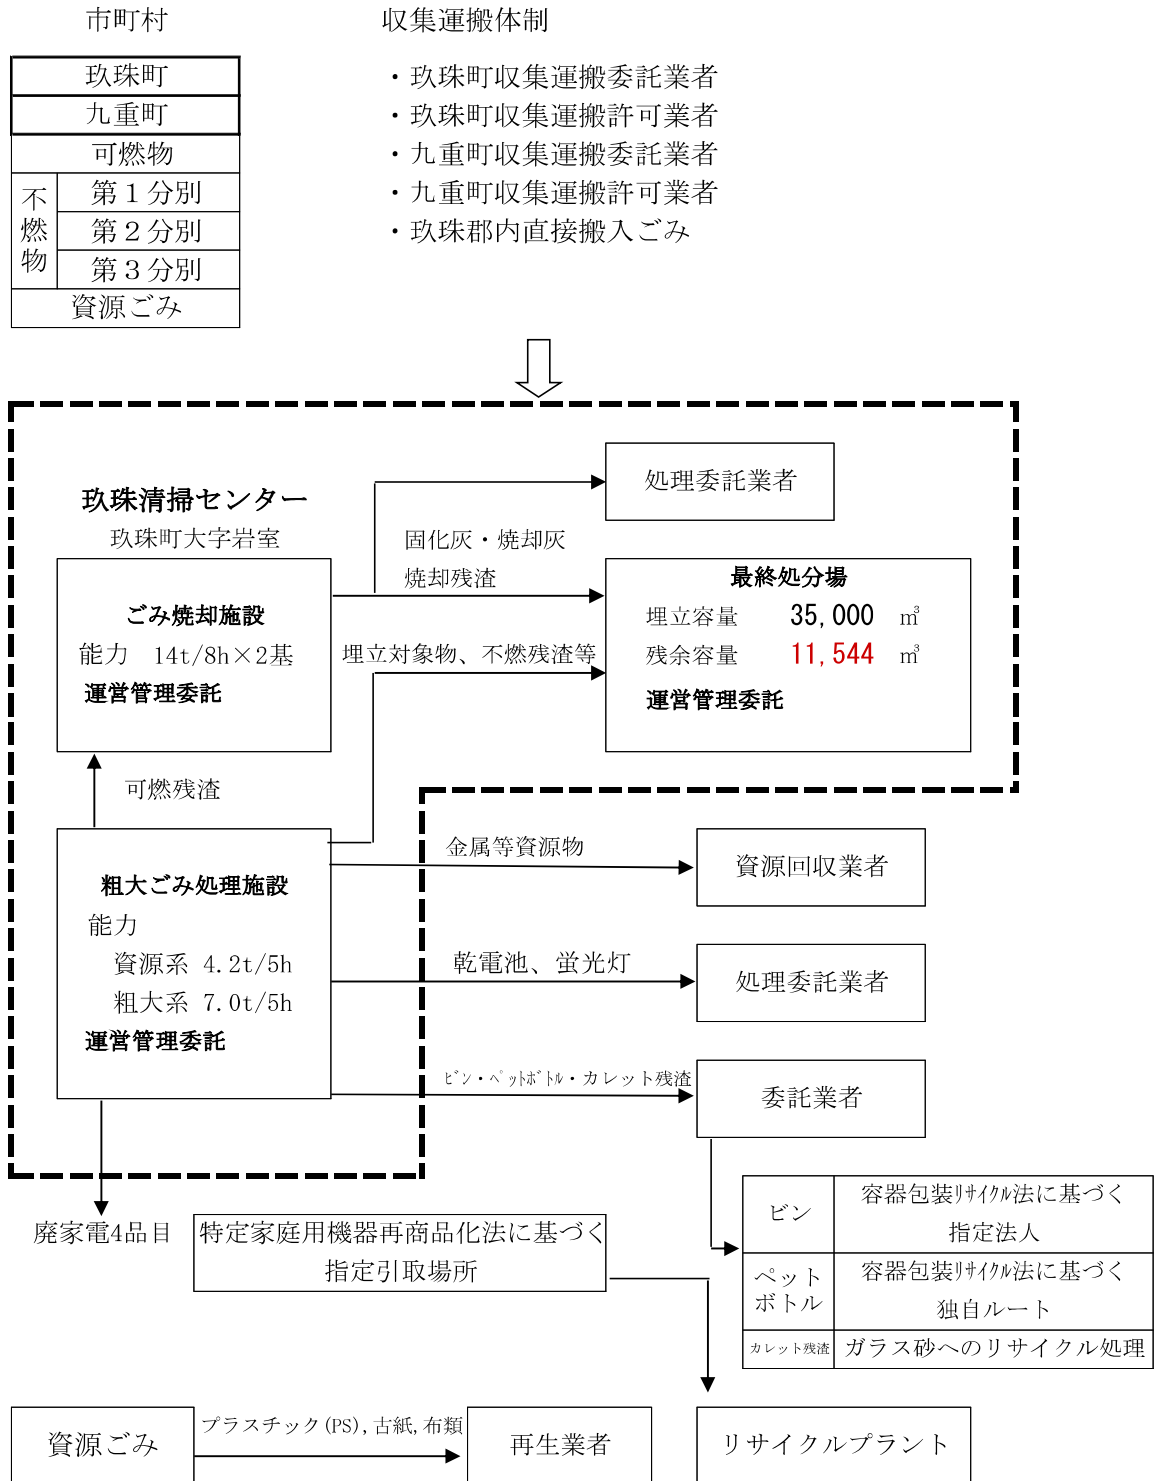 市町村
収集運搬体制
玖珠町
九重町
可燃物
不燃物
第１分別
第２分別
第３分別
資源ごみ
・玖珠町収集運搬委託業者
・玖珠町収集運搬許可業者
・九重町収集運搬委託業者
・九重町収集運搬許可業者
・玖珠郡内直接搬入ごみ
玖珠清掃センター
玖珠町大字岩室
処理委託業者
固化灰・焼却灰
焼却残渣
ごみ焼却施設
能力　14t/8h×2基
運営管理委託
最終処分場
埋立容量　35,000　㎥
残余容量　11,544　㎥
運営管理委託
埋立対象物、不燃残渣等
可燃残渣
粗大ごみ処理施設
能力
資源系 4.2t/5h
粗大系 7.0t/5h
運営管理委託
金属等資源物
資源回収業者
乾電池、蛍光灯
処理委託業者
ﾋﾞﾝ・ﾍﾟｯﾄﾎﾞﾄﾙ・カレット残渣
委託業者
廃家電4品目
特定家庭用機器再商品化法に基づく
指定引取場所
ビン
容器包装ﾘｻｲｸﾙ法に基づく
指定法人
ペット
ボトル
容器包装ﾘｻｲｸﾙ法に基づく
独自ルート
カレット残渣
ガラス砂へのリサイクル処理
資源ごみ
プラスチック(PS),古紙,布類
再生業者
リサイクルプラント